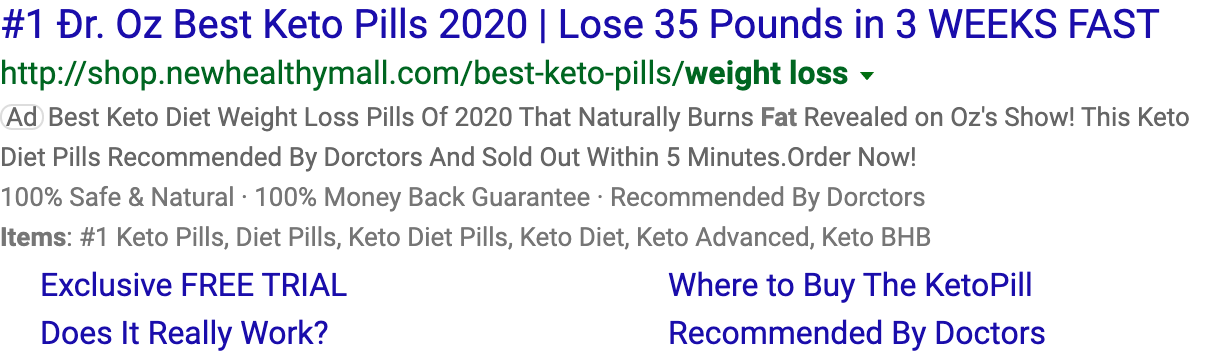 #1 Đr. Oz Best Keto Pills 2020 | Lose 35 Pounds in 3 WEEKS FAST
http://shop.newhealthymall.com/best-keto-pills/weight loss
Ad Best Keto Diet Weight Loss Pills Of 2020 That Naturally Burns Fat Revealed on Oz's Show! This Keto
Diet Pills Recommended By Dorctors And Sold Out Within 5 Minutes.Order Now!
100% Safe & Natural · 100% Money Back Guarantee · Recommended By Dorctors
Items: #1 Keto Pills, Diet Pills, Keto Diet Pills, Keto Diet, Keto Advanced, Keto BHB
Exclusive FREE TRIAL Where to Buy The KetoPill
Does It Really Work? Recommended By Doctors